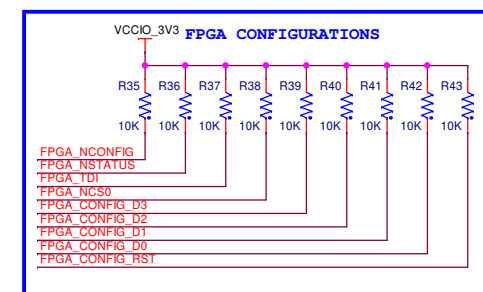 VCCIO_3V3 FPGA CONFIGURATIONS
R35 R36 R37 R38 R39 R40 R41 R42 R43
10K 10K 10K 10K 10K 10K 10K 10K 10K
FPGA_NCONFIG
FPGA_NSTATUS
FPGA_TDI
FPGA_NCS0
FPGA_CONFIG_D3
FPGA_CONFIG_D2
FPGA_CONFIG_D1
FPGA_CONFIG_D0
FPGA_CONFIG_RST